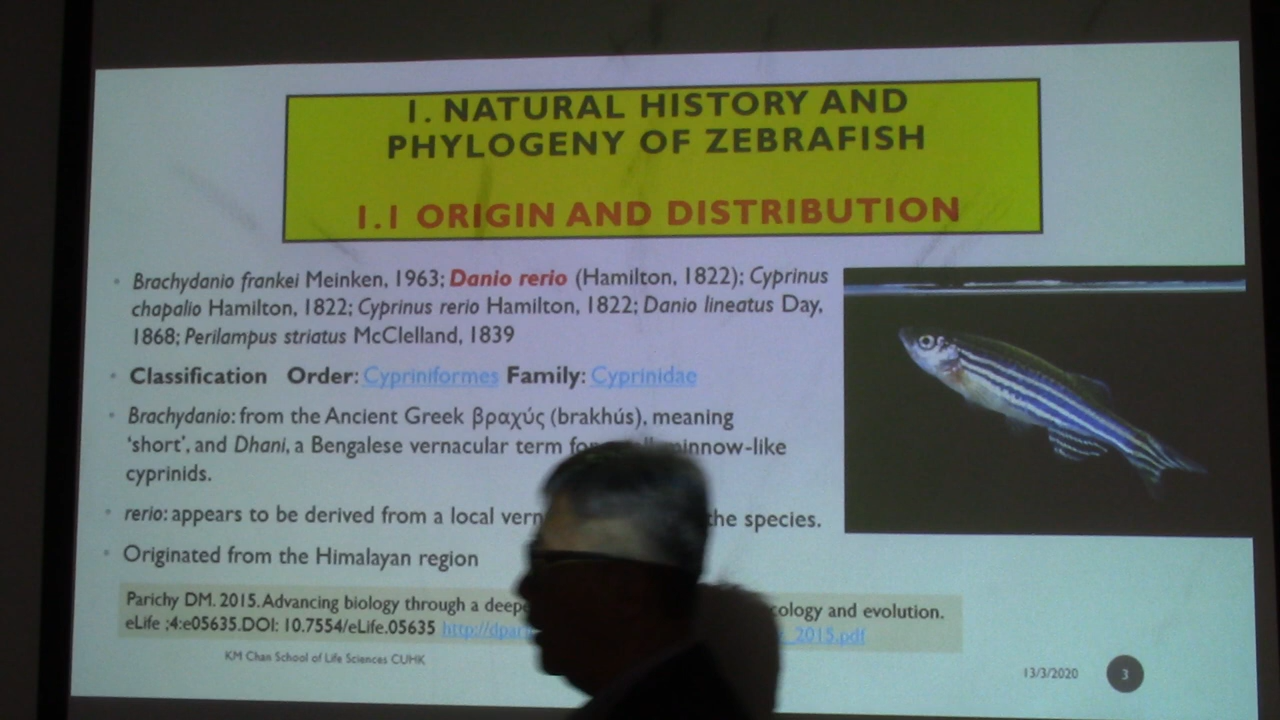 1. NATURAL HISTORY AND
PHYLOGENY OF ZEBRAFISH
1.1 ORIGIN AND DISTRIBUTION
• Brachydanio frankei Meinken, 1963; Danio rerio (Hamilton, 1822); Cyprinus
chapalio Hamilton, 1822; Cyprinus rerio Hamilton, 1822; Danio lineatus Day,
1868; Perilampus striatus McClelland, 1839
• Classification Order: Cypriniformes Family: Cyprinidae
• Brachydanio: from the Ancient Greek βραχύς (brakhús), meaning
‘short’, and Dhani, a Bengalese vernacular term minnow-like
cyprinids.
• rerio: appears to be derived from a local the species.
• Originated from the Himalayan region
Parichy DM. 2015. Advancing biology through a and evolution.
eLife ;4:e05635.DOI: 10.7554/eLife.05635 _2015.pdf
KM Chan School of Life Sciences CUHK
13/3/2020 3